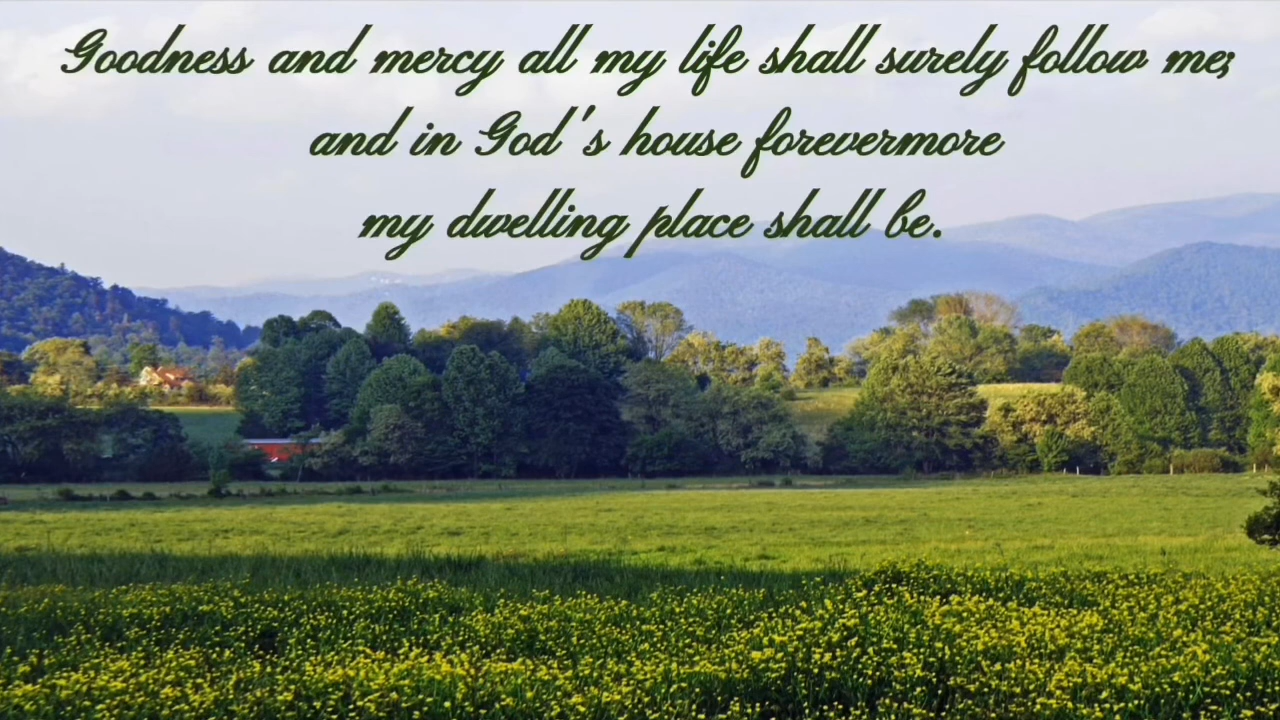 Goodness and mercy all my life shall surely follow me;
and in God's house forevermore
my dwelling place shall be.